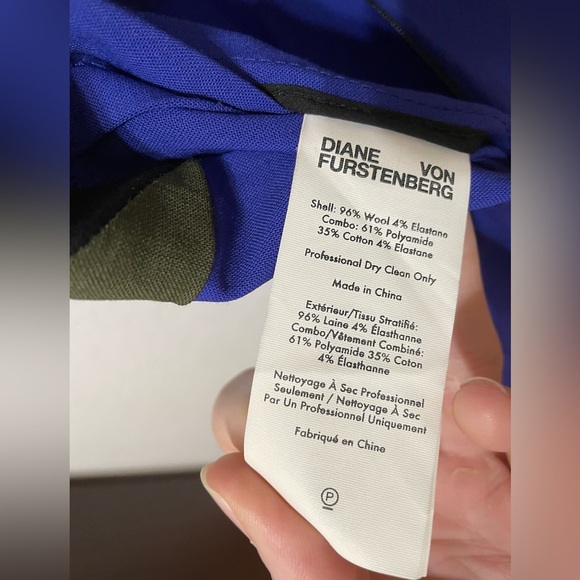 DIANE VON
FURSTENBERG
Shell: 96% Wool 4% Elastane
Combo: 61% Polyamide
35% Cotton 4% Elastane
Professional Dry Clean Only
Made in China
Extérieur/Tissu Stratifié:
96% Laine 4% Élasthanne
Combo/Vêtement Combiné:
61% Polyamide 35% Coton
4% Élasthanne
Nettoyage À Sec Professionnel
Seulement / Nettoyage À Sec
Par Un Professionnel Uniquement
Fabriqué en Chine
P